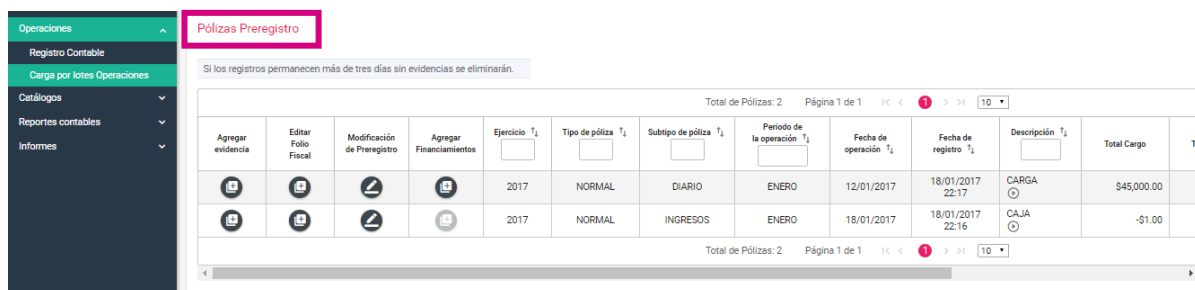 Operaciones
Registro Contable
Carga por lotes Operaciones
Catálogos
Reportes contables
Informes
Pólizas Preregistro
Si los registros permanecen más de tres días sin evidencias se eliminarán.
Total de Pólizas: 2 Página 1 de 1 1 10
Agregar evidencia Editar Folio Fiscal Modificación de Preregistro Agregar Financiamientos Ejercicio Tipo de póliza Subtipo de póliza Periodo de la operación Fecha de operación Fecha de registro Descripción Total Cargo T
2017 NORMAL DIARIO ENERO 12/01/2017 18/01/2017 22:17 CARGA $45,000.00
2017 NORMAL INGRESOS ENERO 18/01/2017 18/01/2017 22:16 CAJA -$1.00
Total de Pólizas: 2 Página 1 de 1 1 10